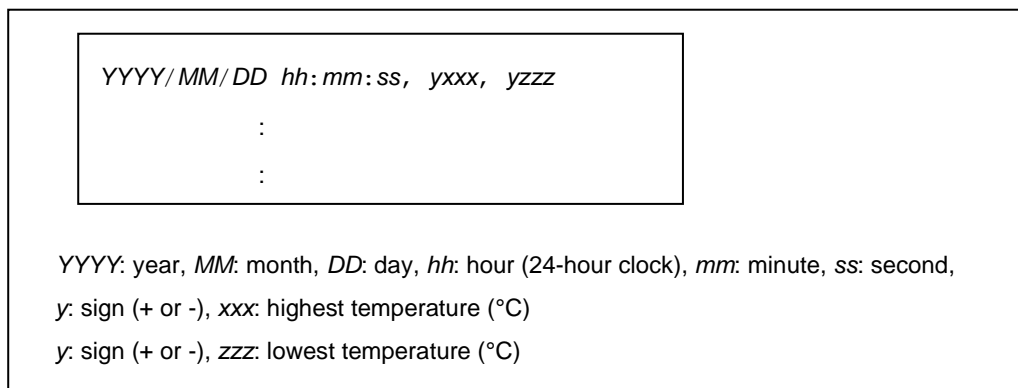 YYYY/MM/DD hh:mm:ss, yxxx, yzzz
:
:
YYYY: year, MM: month, DD: day, hh: hour (24-hour clock), mm: minute, ss: second,
y: sign (+ or -), xxx: highest temperature (°C)
y: sign (+ or -), zzz: lowest temperature (°C)